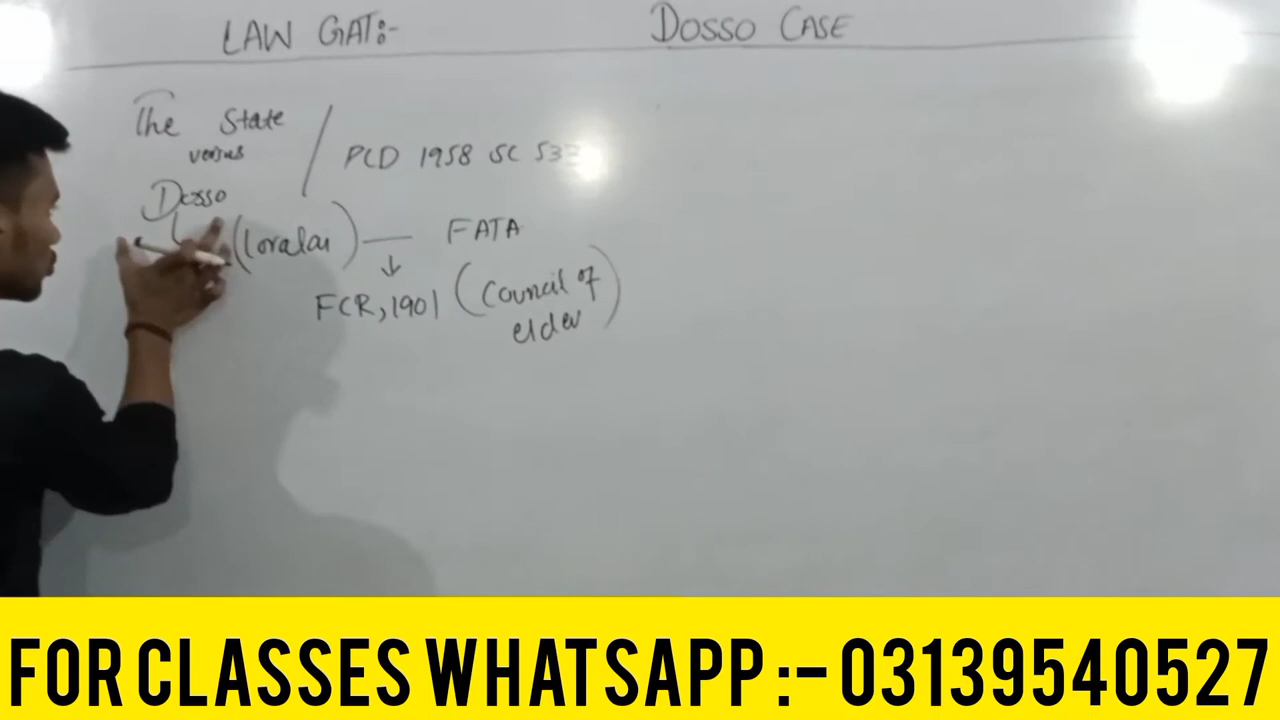 LAW GAT:- DOSSO CASE
The State
versus
Dosso
PLD 1958 SC 533
(Loralai) — FATA
FCR, 1901 (Council of
elder)
FOR CLASSES WHATSAPP :- 03139540527